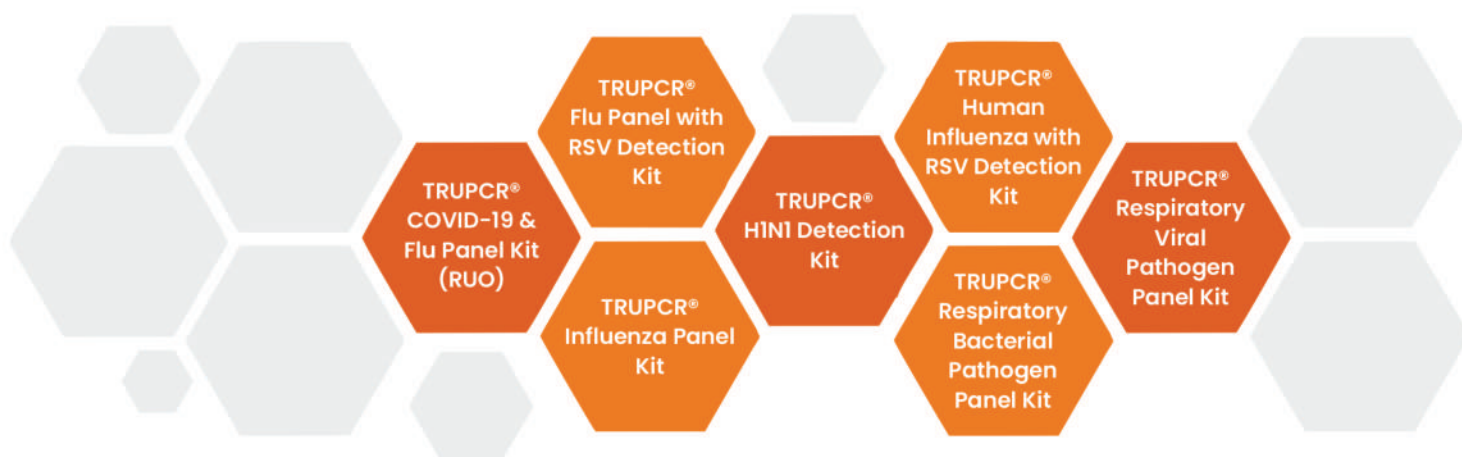 TRUPCR®
COVID-19 &
Flu Panel Kit
(RUO)
TRUPCR®
Flu Panel with
RSV Detection
Kit
TRUPCR®
Influenza Panel
Kit
TRUPCR®
H1N1 Detection
Kit
TRUPCR®
Human
Influenza with
RSV Detection
Kit
TRUPCR®
Respiratory
Bacterial
Pathogen
Panel Kit
TRUPCR®
Respiratory
Viral
Pathogen
Panel Kit